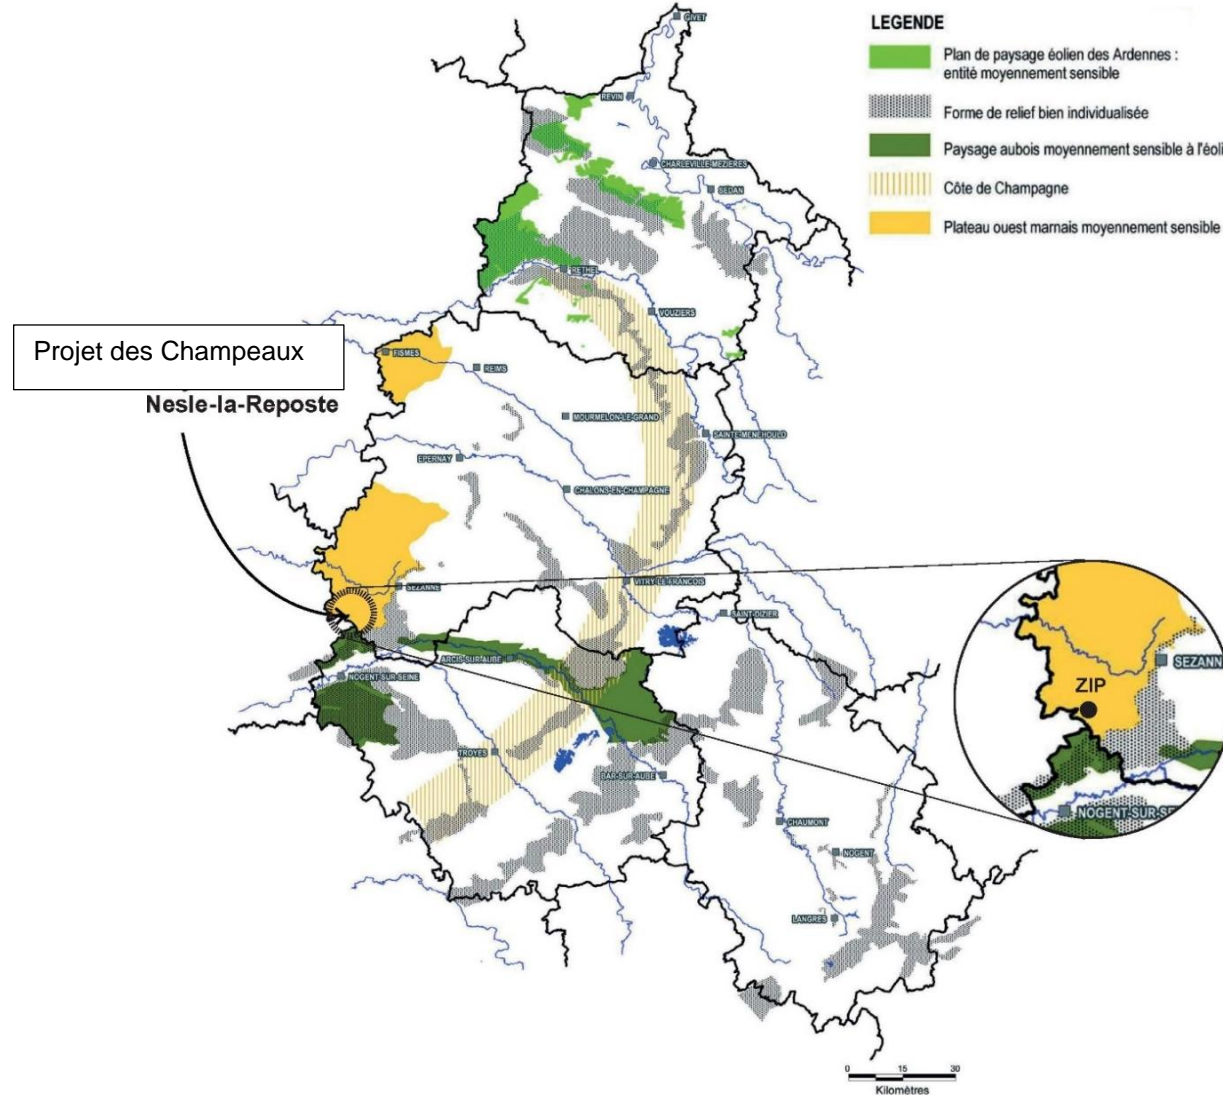 GIVET
LEGENDE
Plan de paysage éolien des Ardennes :
entité moyennement sensible
Forme de relief bien individualisée
Paysage aubois moyennement sensible à l'éoli
Côte de Champagne
Plateau ouest marnais moyennement sensible
REVIN
CHARLEVILLE-MEZIERES
SEDAN
RETHEL
VOUZIERS
Projet des Champeaux
Nesle-la-Reposte
FISMES
REIMS
MOURMELON-LE-GRAND
SAINTE-MENEHOULD
EPERNAY
CHALONS-EN-CHAMPAGNE
SEZANNE
VITRY-LE-FRANCOIS
SAINT-DIZIER
ARCIS-SUR-AUBE
NOGENT-SUR-SEINE
TROYES
BAR-SUR-AUBE
CHAUMONT
NOGENT
LANGRES
SEZANN
ZIP
NOGENT-SUR-SE
0 15 30
Kilomètres